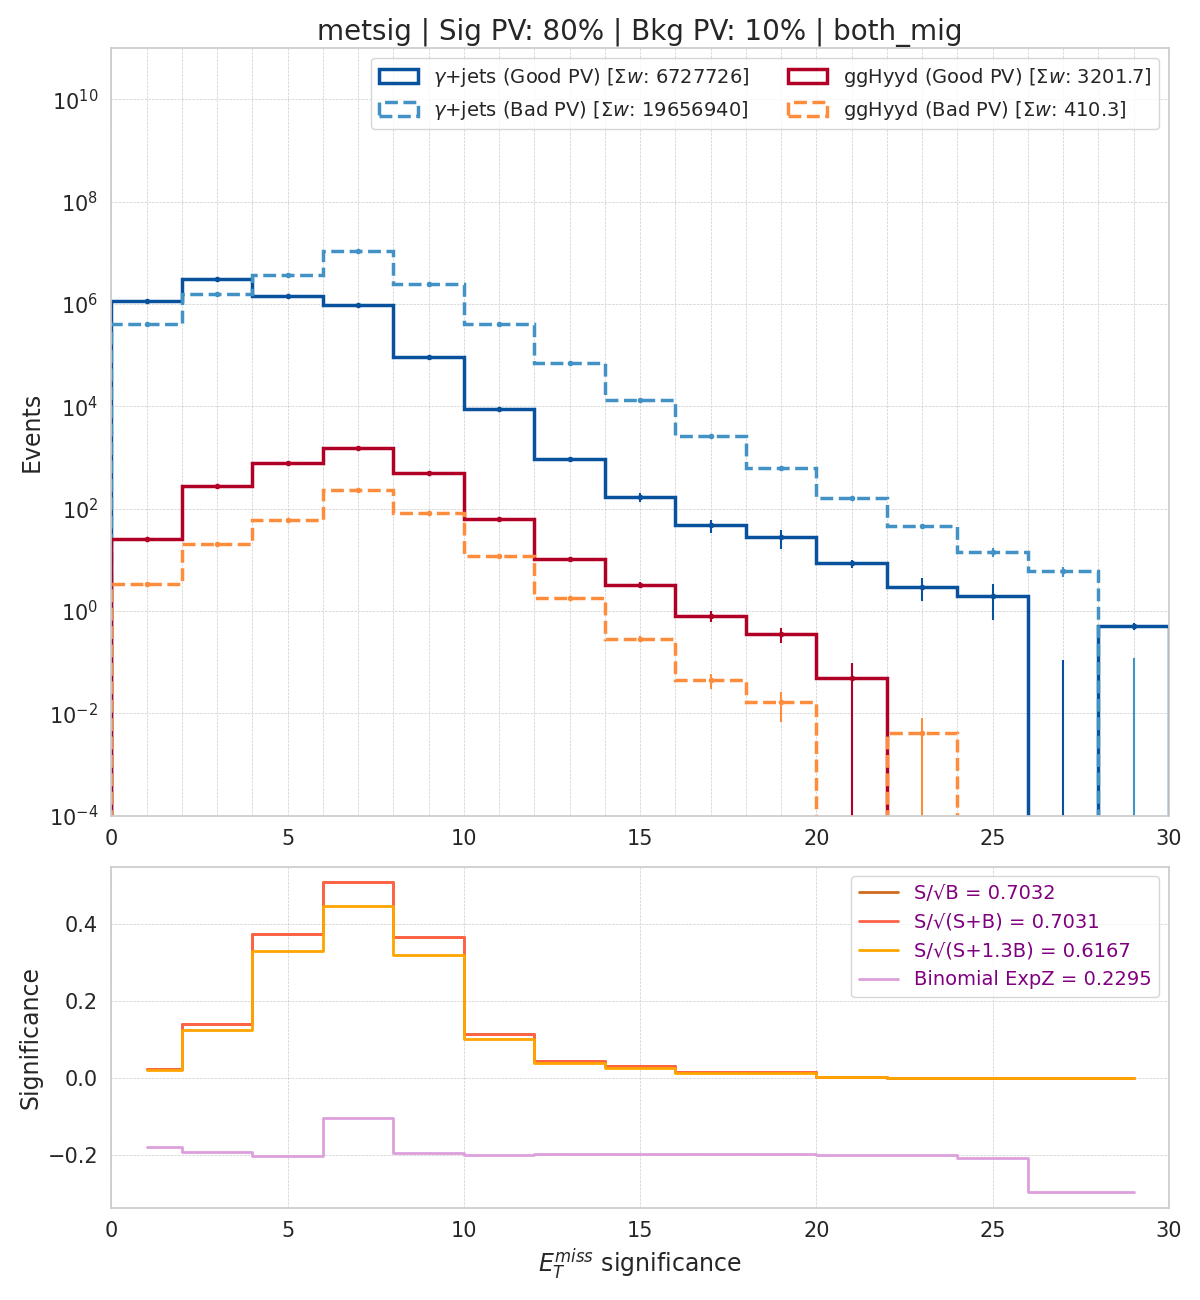 metsig | Sig PV: 80% | Bkg PV: 10% | both_mig
γ+jets (Good PV) [Σw: 6727726]
γ+jets (Bad PV) [Σw: 19656940]
ggHyyd (Good PV) [Σw: 3201.7]
ggHyyd (Bad PV) [Σw: 410.3]
Events
10^10
10^8
10^6
10^4
10^2
10^0
10^−2
10^−4
0 5 10 15 20 25 30
S/√B = 0.7032
S/√(S+B) = 0.7031
S/√(S+1.3B) = 0.6167
Binomial ExpZ = 0.2295
Significance
0.4
0.2
0.0
−0.2
0 5 10 15 20 25 30
E_T^miss significance